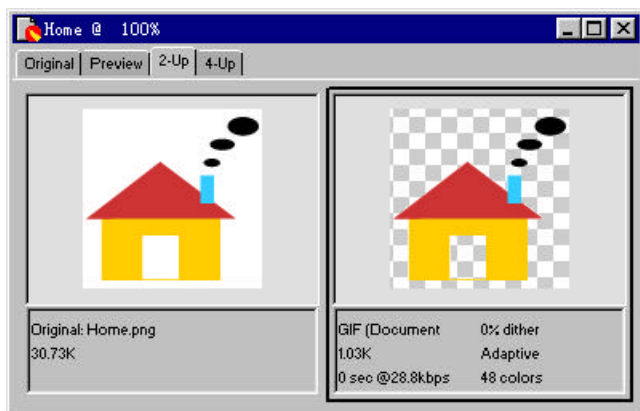 Home @ 100%
Original Preview 2-Up 4-Up
Original: Home.png
30.73K
GIF (Document 0% dither
1.03K Adaptive
0 sec @28.8kbps 48 colors